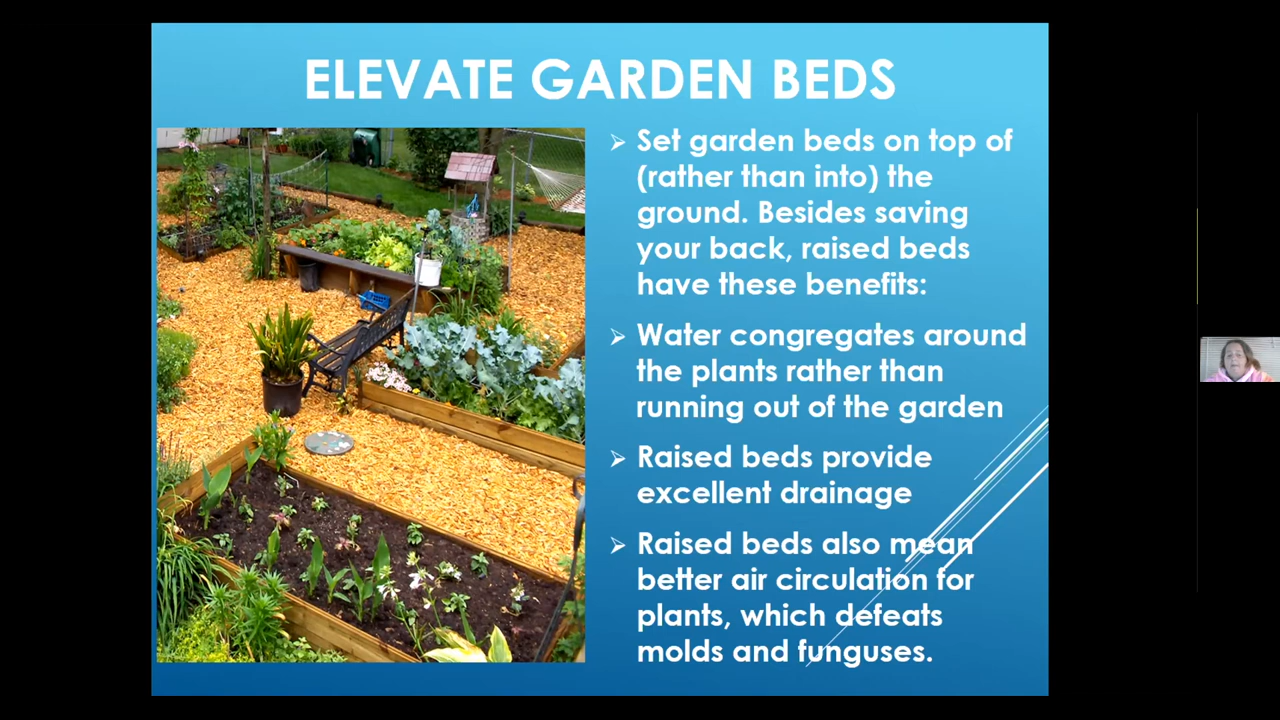 ELEVATE GARDEN BEDS
Set garden beds on top of
(rather than into) the
ground. Besides saving
your back, raised beds
have these benefits:
Water congregates around
the plants rather than
running out of the garden
Raised beds provide
excellent drainage
Raised beds also mean
better air circulation for
plants, which defeats
molds and funguses.